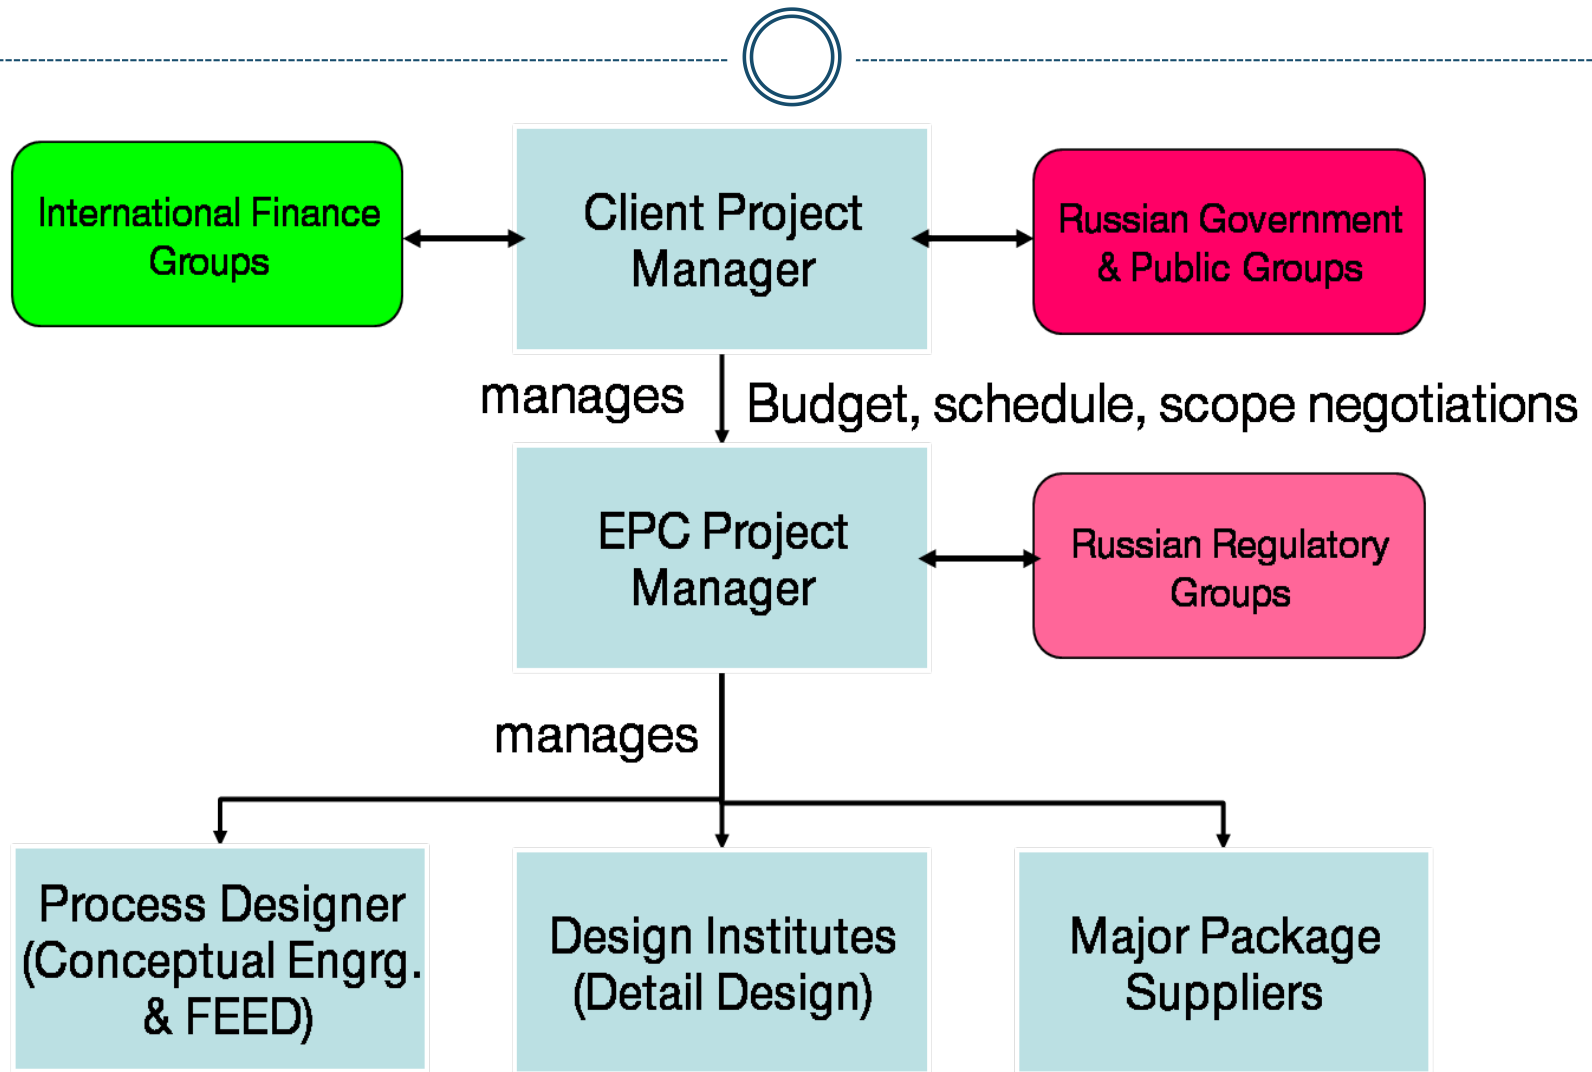 International Finance
Groups
Client Project
Manager
Russian Government
& Public Groups
manages
Budget, schedule, scope negotiations
EPC Project
Manager
Russian Regulatory
Groups
manages
Process Designer
(Conceptual Engrg.
& FEED)
Design Institutes
(Detail Design)
Major Package
Suppliers